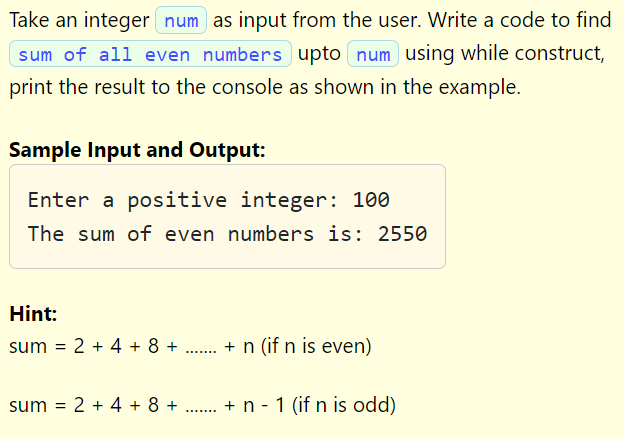 Take an integer num as input from the user. Write a code to find
sum of all even numbers upto num using while construct,
print the result to the console as shown in the example.
Sample Input and Output:
Enter a positive integer: 100
The sum of even numbers is: 2550
Hint:
sum = 2 + 4 + 8 + ....... + n (if n is even)
sum = 2 + 4 + 8 + ....... + n - 1 (if n is odd)